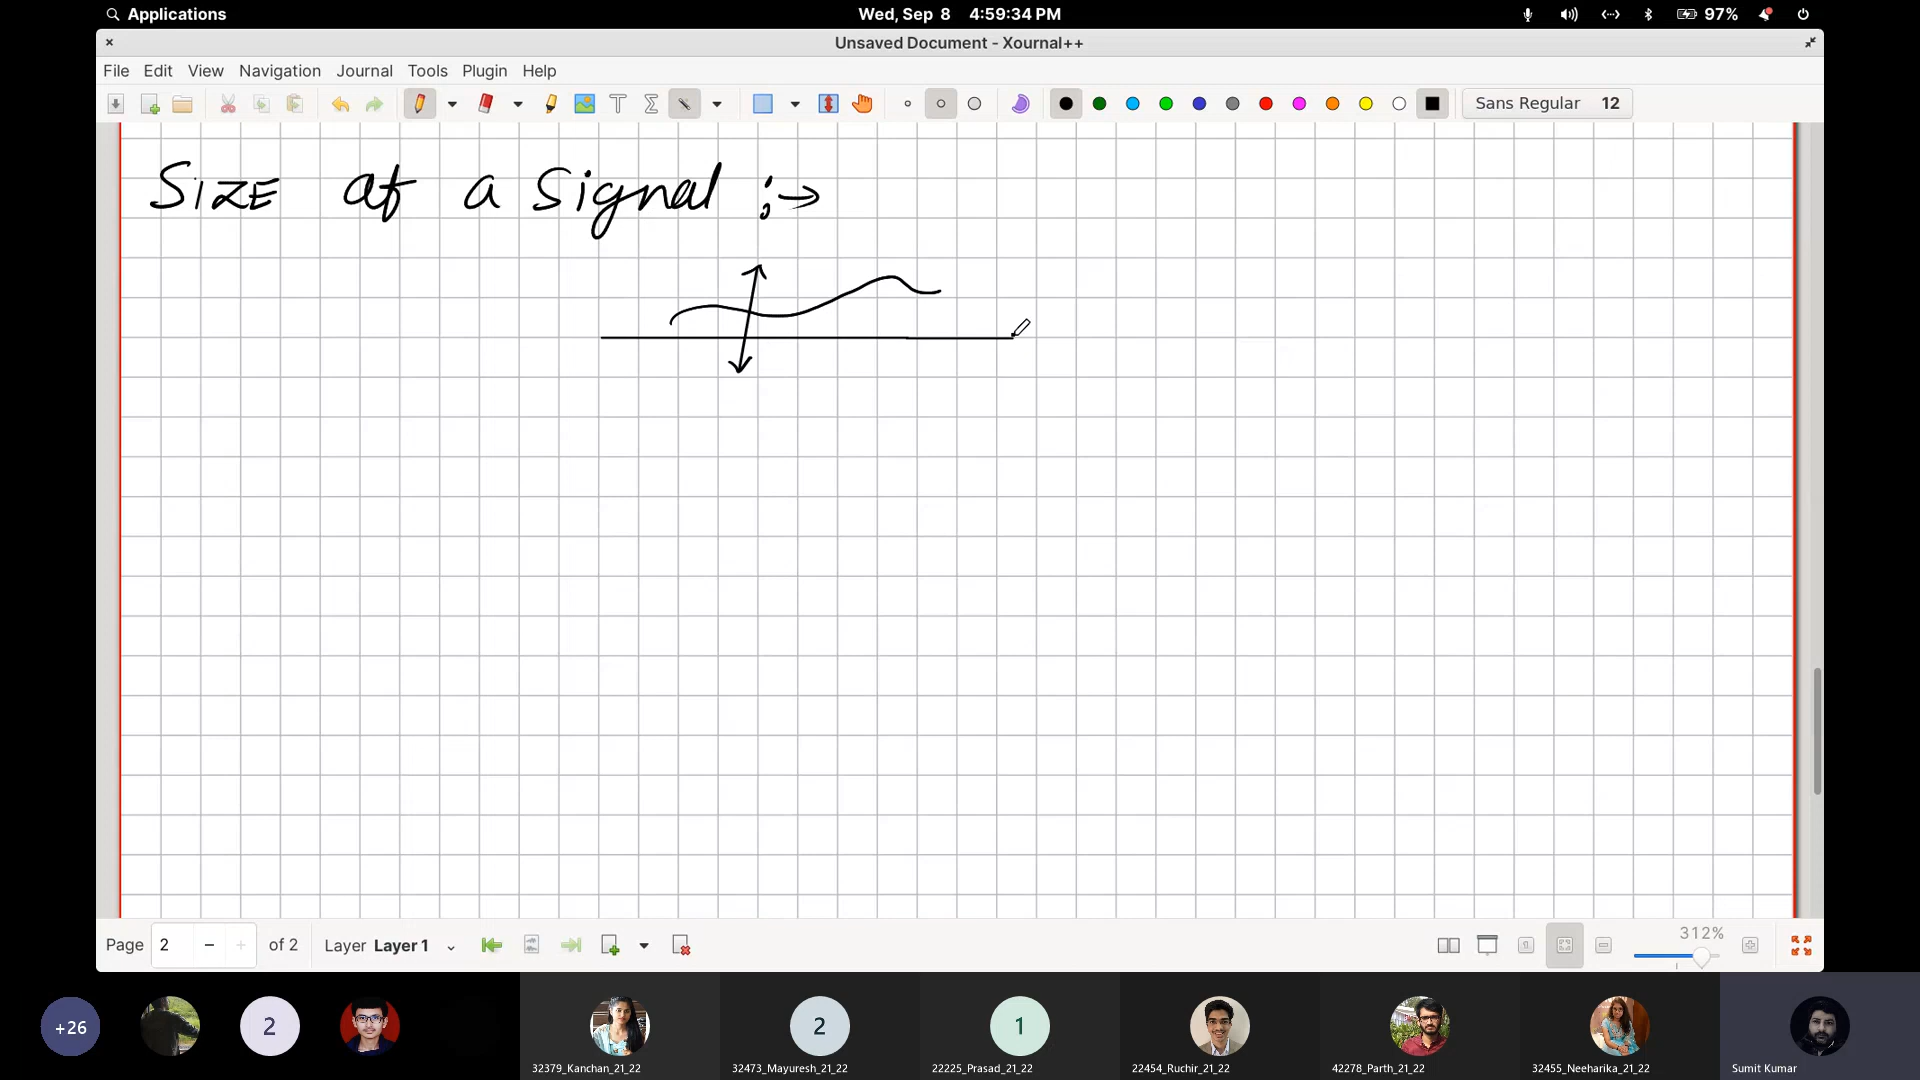 Applications
Wed, Sep 8 4:59:34 PM
97%
Unsaved Document - Xournal++
File Edit View Navigation Journal Tools Plugin Help
Sans Regular 12
SIZE of a signal :→
Page 2 of 2 Layer Layer 1
312%
+26
2
2
1
32379_Kanchan_21_22
32473_Mayuresh_21_22
22225_Prasad_21_22
22454_Ruchir_21_22
42278_Parth_21_22
32455_Neeharika_21_22
Sumit Kumar